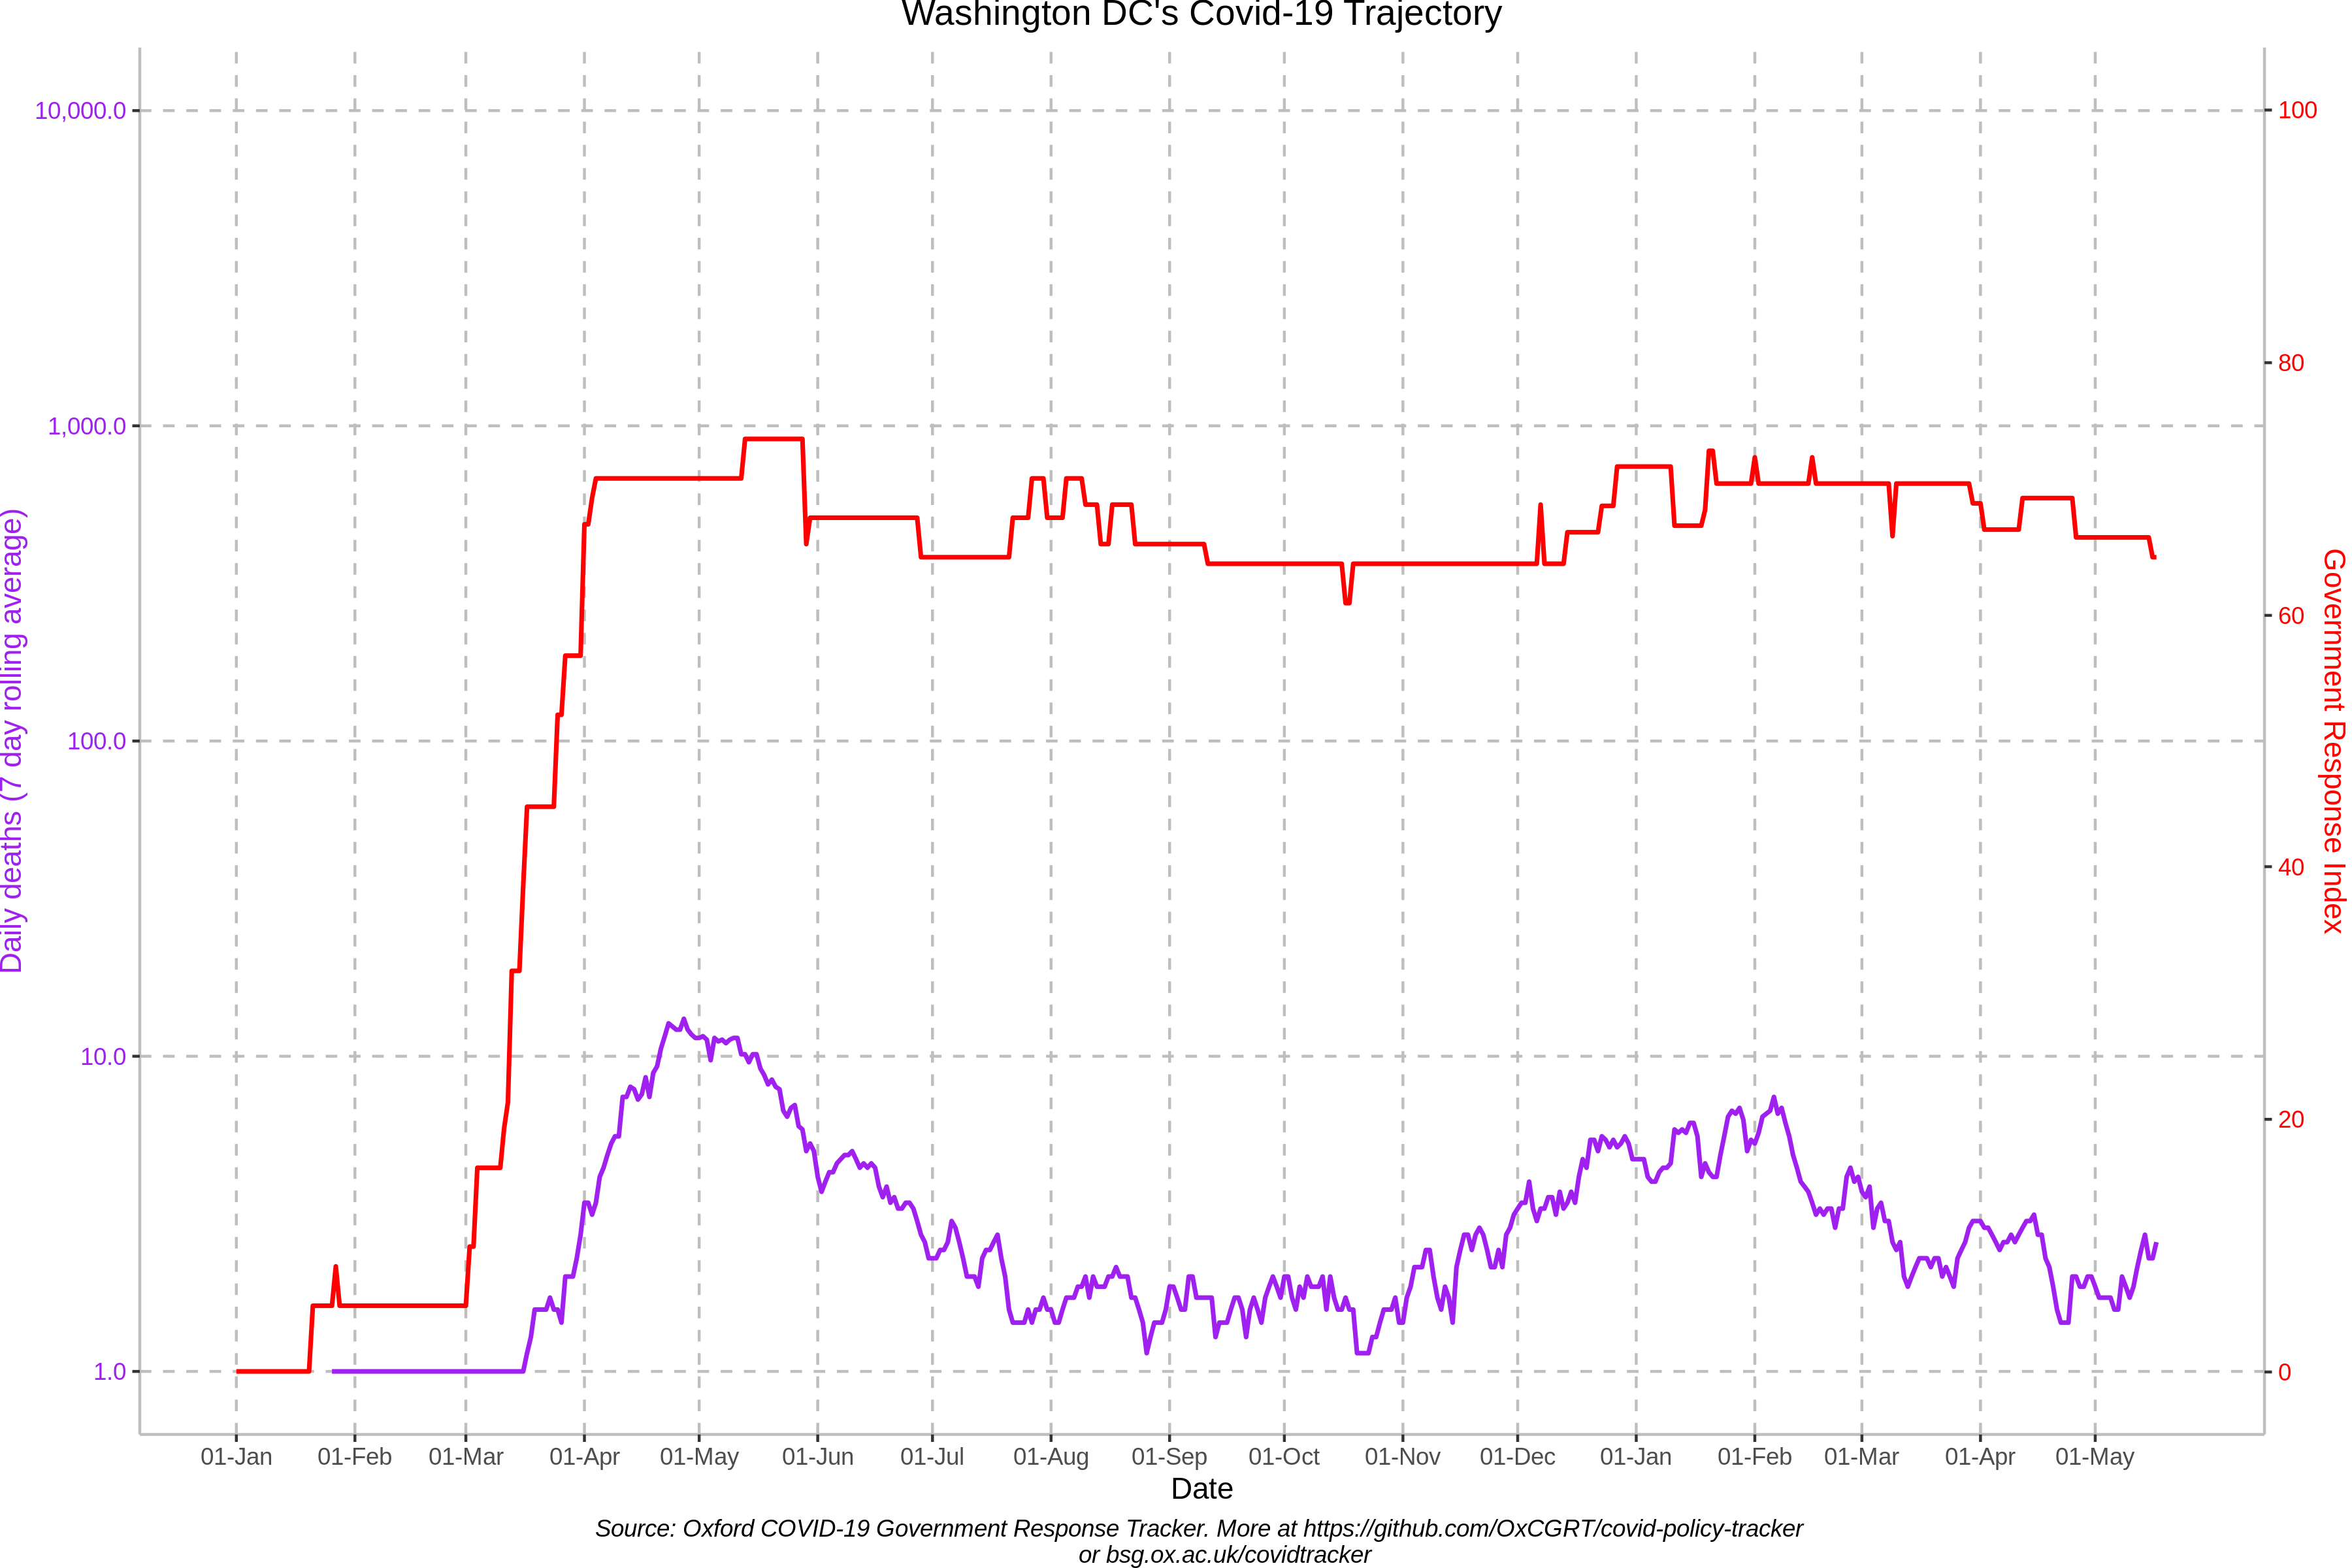 Washington DC's Covid-19 Trajectory
10,000.0
1,000.0
100.0
10.0
1.0
Daily deaths (7 day rolling average)
100
80
60
40
20
0
Government Response Index
01-Jan 01-Feb 01-Mar 01-Apr 01-May 01-Jun 01-Jul 01-Aug 01-Sep 01-Oct 01-Nov 01-Dec 01-Jan 01-Feb 01-Mar 01-Apr 01-May
Date
Source: Oxford COVID-19 Government Response Tracker. More at https://github.com/OxCGRT/covid-policy-tracker
or bsg.ox.ac.uk/covidtracker